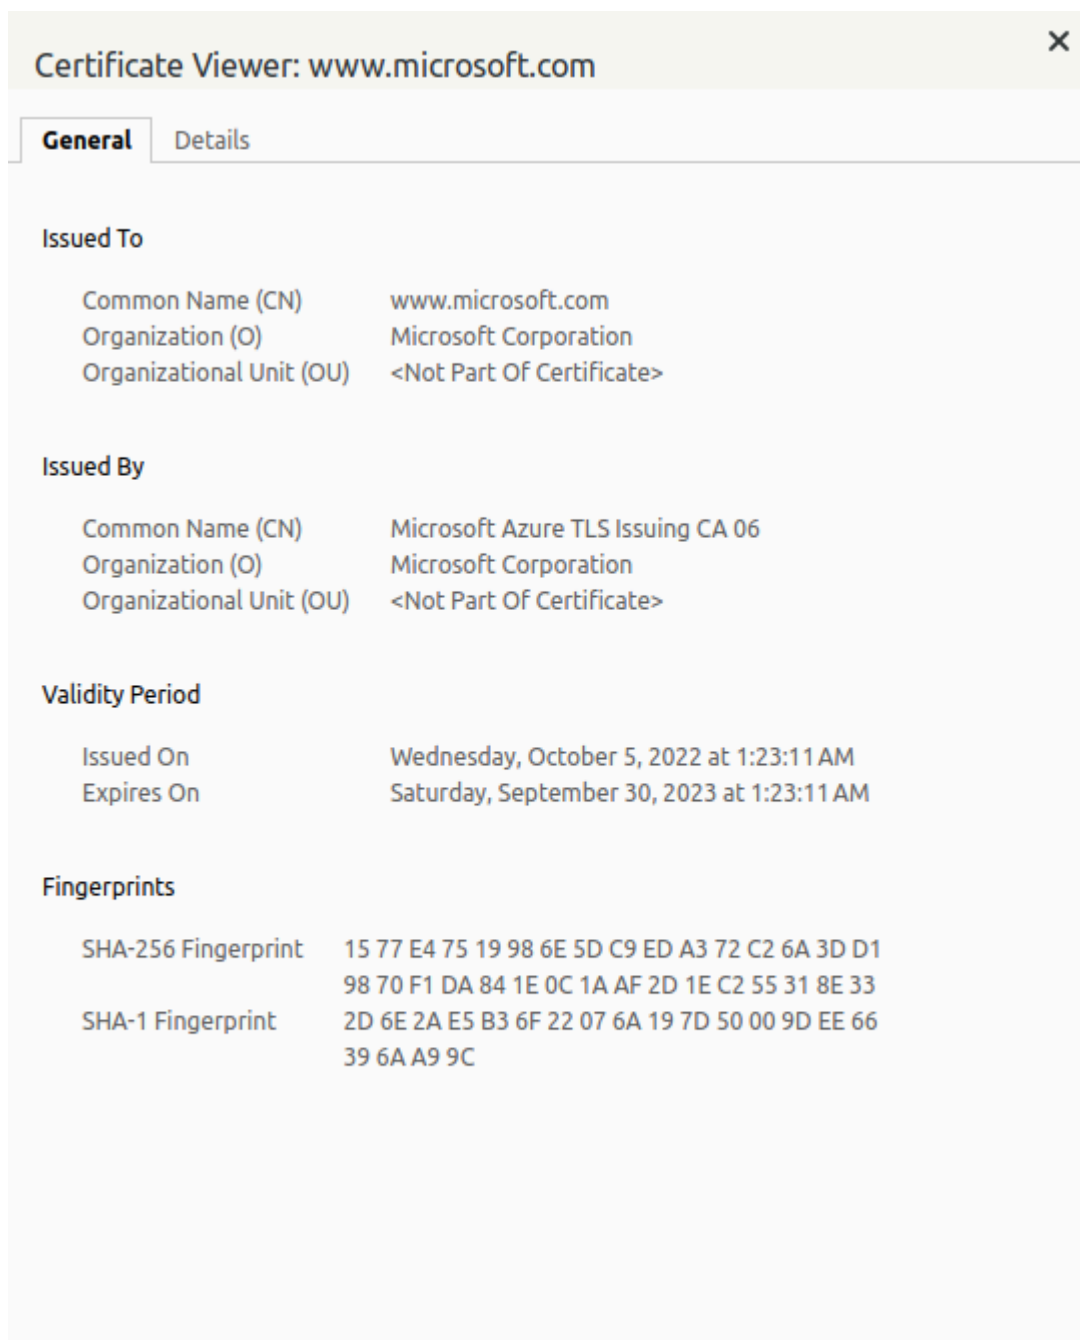 Certificate Viewer: www.microsoft.com
General Details
Issued To
Common Name (CN) www.microsoft.com
Organization (O) Microsoft Corporation
Organizational Unit (OU) <Not Part Of Certificate>
Issued By
Common Name (CN) Microsoft Azure TLS Issuing CA 06
Organization (O) Microsoft Corporation
Organizational Unit (OU) <Not Part Of Certificate>
Validity Period
Issued On Wednesday, October 5, 2022 at 1:23:11 AM
Expires On Saturday, September 30, 2023 at 1:23:11 AM
Fingerprints
SHA-256 Fingerprint 15 77 E4 75 19 98 6E 5D C9 ED A3 72 C2 6A 3D D1
98 70 F1 DA 84 1E 0C 1A AF 2D 1E C2 55 31 8E 33
SHA-1 Fingerprint 2D 6E 2A E5 B3 6F 22 07 6A 19 7D 50 00 9D EE 66
39 6A A9 9C